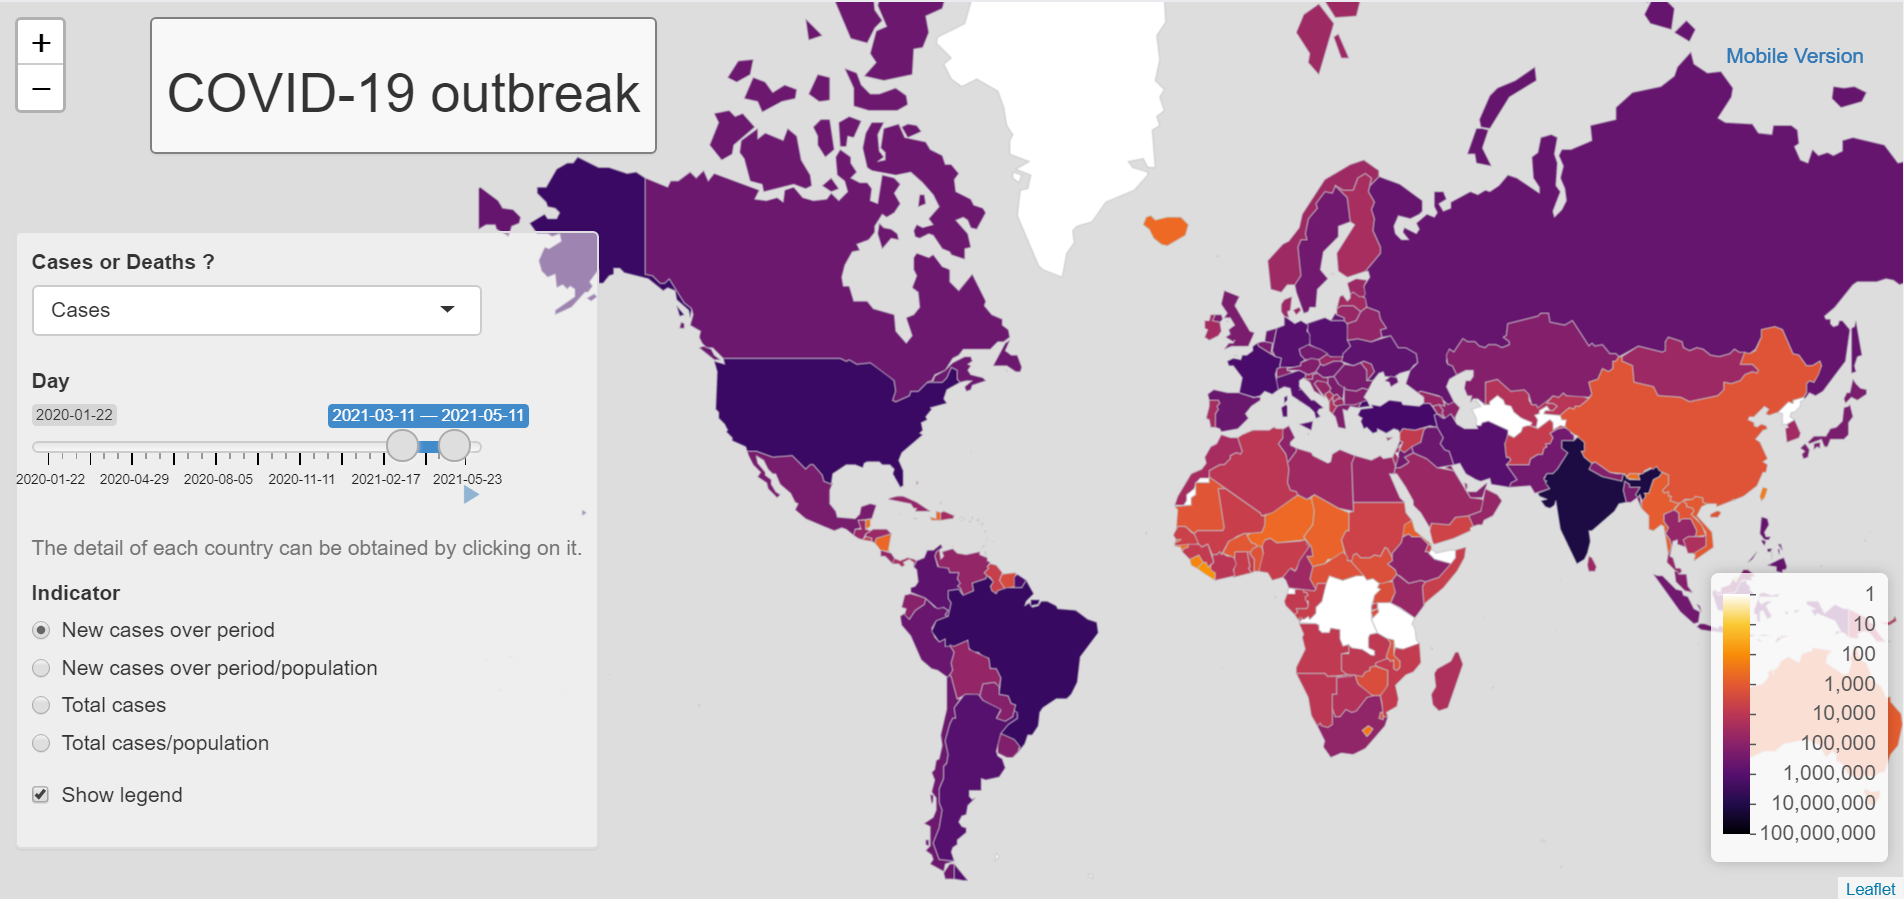 +
COVID-19 outbreak
Mobile Version
−
Cases or Deaths ?
Cases
Day
2020-01-22
2021-03-11 — 2021-05-11
2020-01-22 2020-04-29 2020-08-05 2020-11-11 2021-02-17 2021-05-23
The detail of each country can be obtained by clicking on it.
Indicator
New cases over period
New cases over period/population
Total cases
Total cases/population
Show legend
1
10
100
1,000
10,000
100,000
1,000,000
10,000,000
100,000,000
Leaflet